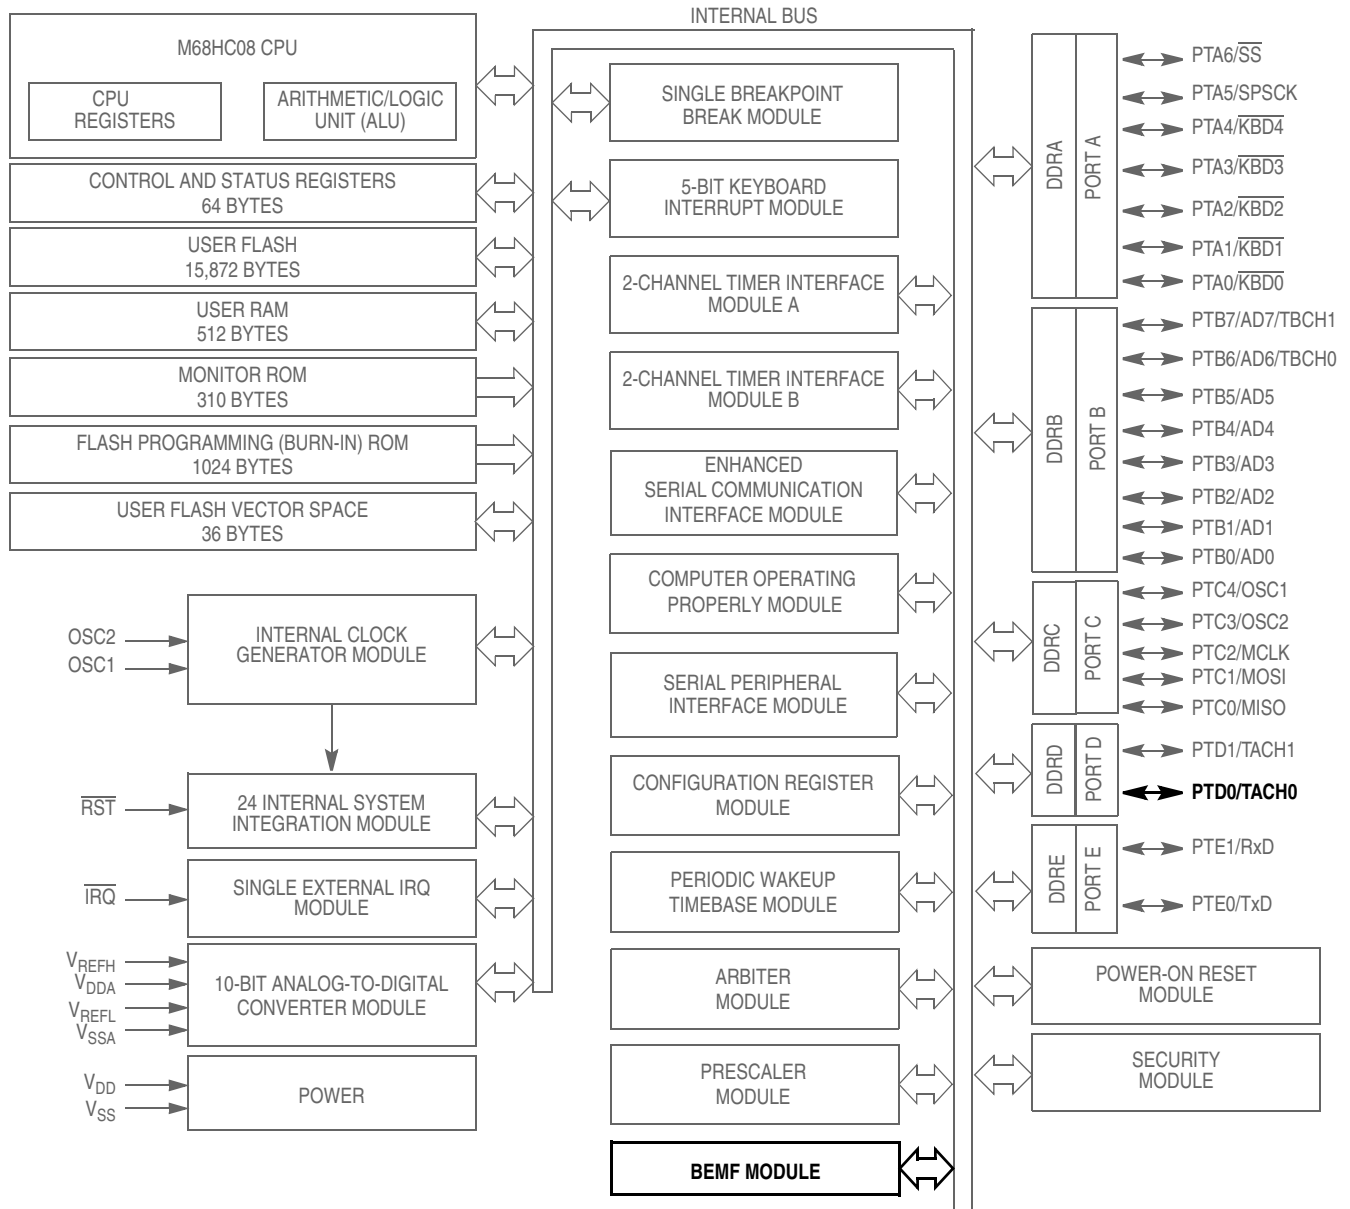 INTERNAL BUS
M68HC08 CPU
CPU
REGISTERS
ARITHMETIC/LOGIC
UNIT (ALU)
CONTROL AND STATUS REGISTERS
64 BYTES
USER FLASH
15,872 BYTES
USER RAM
512 BYTES
MONITOR ROM
310 BYTES
FLASH PROGRAMMING (BURN-IN) ROM
1024 BYTES
USER FLASH VECTOR SPACE
36 BYTES
OSC2
OSC1
INTERNAL CLOCK
GENERATOR MODULE
R̅S̅T̅
24 INTERNAL SYSTEM
INTEGRATION MODULE
I̅R̅Q̅
SINGLE EXTERNAL IRQ
MODULE
VREFH
VDDA
VREFL
VSSA
10-BIT ANALOG-TO-DIGITAL
CONVERTER MODULE
VDD
VSS
POWER
SINGLE BREAKPOINT
BREAK MODULE
5-BIT KEYBOARD
INTERRUPT MODULE
2-CHANNEL TIMER INTERFACE
MODULE A
2-CHANNEL TIMER INTERFACE
MODULE B
ENHANCED
SERIAL COMMUNICATION
INTERFACE MODULE
COMPUTER OPERATING
PROPERLY MODULE
SERIAL PERIPHERAL
INTERFACE MODULE
CONFIGURATION REGISTER
MODULE
PERIODIC WAKEUP
TIMEBASE MODULE
ARBITER
MODULE
PRESCALER
MODULE
BEMF MODULE
DDRA
PORT A
PTA6/S̅S̅
PTA5/SPSCK
PTA4/K̅B̅D̅4̅
PTA3/K̅B̅D̅3̅
PTA2/K̅B̅D̅2̅
PTA1/K̅B̅D̅1̅
PTA0/K̅B̅D̅0̅
DDRB
PORT B
PTB7/AD7/TBCH1
PTB6/AD6/TBCH0
PTB5/AD5
PTB4/AD4
PTB3/AD3
PTB2/AD2
PTB1/AD1
PTB0/AD0
DDRC
PORT C
PTC4/OSC1
PTC3/OSC2
PTC2/MCLK
PTC1/MOSI
PTC0/MISO
DDRD
PORT D
PTD1/TACH1
PTD0/TACH0
DDRE
PORT E
PTE1/RxD
PTE0/TxD
POWER-ON RESET
MODULE
SECURITY
MODULE